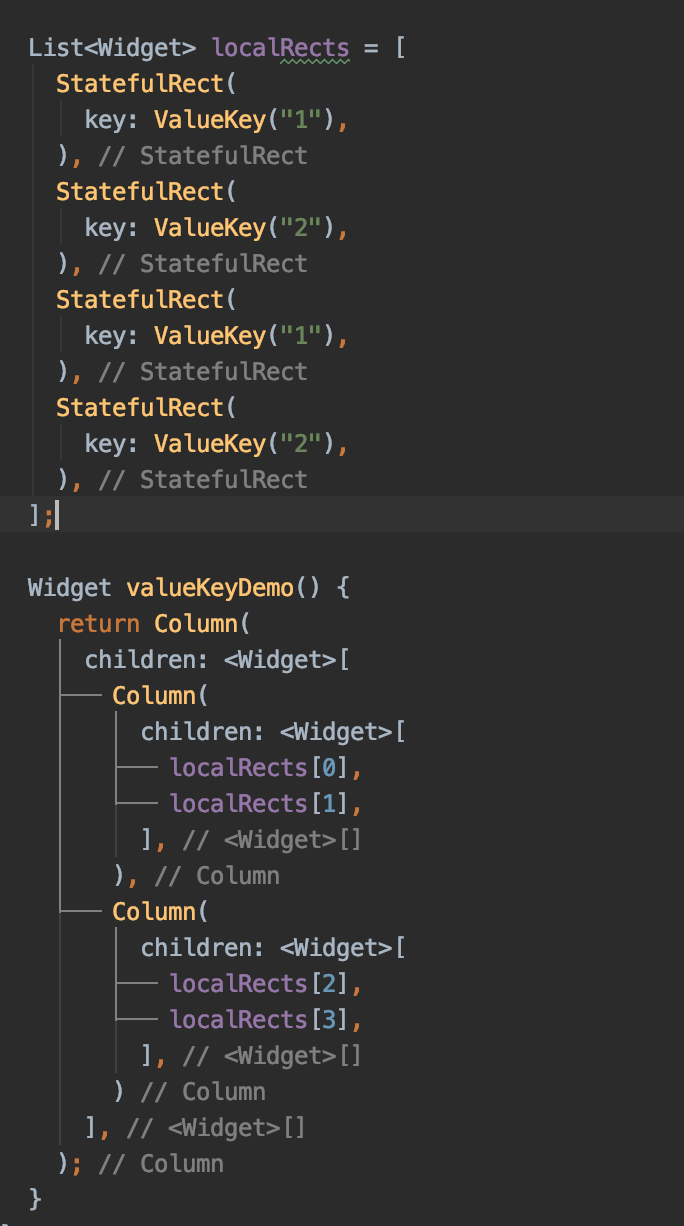 List<Widget> localRects = [
  StatefulRect(
    key: ValueKey("1"),
  ), // StatefulRect
  StatefulRect(
    key: ValueKey("2"),
  ), // StatefulRect
  StatefulRect(
    key: ValueKey("1"),
  ), // StatefulRect
  StatefulRect(
    key: ValueKey("2"),
  ), // StatefulRect
];
Widget valueKeyDemo() {
  return Column(
    children: <Widget>[
      Column(
        children: <Widget>[
          localRects[0],
          localRects[1],
        ], // <Widget>[]
      ), // Column
      Column(
        children: <Widget>[
          localRects[2],
          localRects[3],
        ], // <Widget>[]
      ) // Column
    ], // <Widget>[]
  ); // Column
}